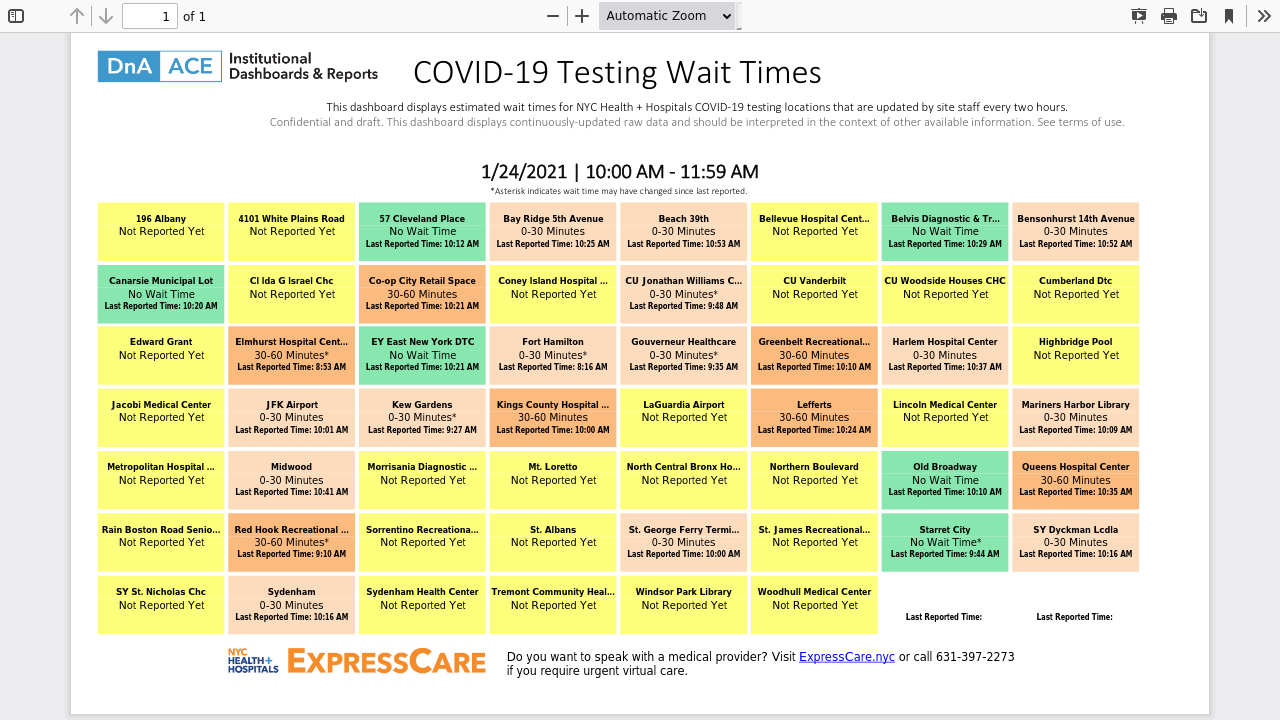 1 of 1 Automatic Zoom
DnA ACE Institutional Dashboards & Reports
COVID-19 Testing Wait Times
This dashboard displays estimated wait times for NYC Health + Hospitals COVID-19 testing locations that are updated by site staff every two hours.
Confidential and draft. This dashboard displays continuously-updated raw data and should be interpreted in the context of other available information. See terms of use.
1/24/2021 | 10:00 AM - 11:59 AM
*Asterisk indicates wait time may have changed since last reported.
196 Albany
Not Reported Yet
4101 White Plains Road
Not Reported Yet
57 Cleveland Place
No Wait Time
Last Reported Time: 10:12 AM
Bay Ridge 5th Avenue
0-30 Minutes
Last Reported Time: 10:25 AM
Beach 39th
0-30 Minutes
Last Reported Time: 10:53 AM
Bellevue Hospital Cent...
Not Reported Yet
Belvis Diagnostic & Tr...
No Wait Time
Last Reported Time: 10:29 AM
Bensonhurst 14th Avenue
0-30 Minutes
Last Reported Time: 10:52 AM
Canarsie Municipal Lot
No Wait Time
Last Reported Time: 10:20 AM
CI Ida G Israel Chc
Not Reported Yet
Co-op City Retail Space
30-60 Minutes
Last Reported Time: 10:21 AM
Coney Island Hospital ...
Not Reported Yet
CU Jonathan Williams C...
0-30 Minutes*
Last Reported Time: 9:48 AM
CU Vanderbilt
Not Reported Yet
CU Woodside Houses CHC
Not Reported Yet
Cumberland Dtc
Not Reported Yet
Edward Grant
Not Reported Yet
Elmhurst Hospital Cent...
30-60 Minutes*
Last Reported Time: 8:53 AM
EY East New York DTC
No Wait Time
Last Reported Time: 10:21 AM
Fort Hamilton
0-30 Minutes*
Last Reported Time: 8:16 AM
Gouverneur Healthcare
0-30 Minutes*
Last Reported Time: 9:35 AM
Greenbelt Recreational...
30-60 Minutes
Last Reported Time: 10:10 AM
Harlem Hospital Center
0-30 Minutes
Last Reported Time: 10:37 AM
Highbridge Pool
Not Reported Yet
Jacobi Medical Center
Not Reported Yet
JFK Airport
0-30 Minutes
Last Reported Time: 10:01 AM
Kew Gardens
0-30 Minutes*
Last Reported Time: 9:27 AM
Kings County Hospital ...
30-60 Minutes
Last Reported Time: 10:00 AM
LaGuardia Airport
Not Reported Yet
Lefferts
30-60 Minutes
Last Reported Time: 10:24 AM
Lincoln Medical Center
Not Reported Yet
Mariners Harbor Library
0-30 Minutes
Last Reported Time: 10:09 AM
Metropolitan Hospital ...
Not Reported Yet
Midwood
0-30 Minutes
Last Reported Time: 10:41 AM
Morrisania Diagnostic ...
Not Reported Yet
Mt. Loretto
Not Reported Yet
North Central Bronx Ho...
Not Reported Yet
Northern Boulevard
Not Reported Yet
Old Broadway
No Wait Time
Last Reported Time: 10:10 AM
Queens Hospital Center
30-60 Minutes
Last Reported Time: 10:35 AM
Rain Boston Road Senio...
Not Reported Yet
Red Hook Recreational ...
30-60 Minutes*
Last Reported Time: 9:10 AM
Sorrentino Recreationa...
Not Reported Yet
St. Albans
Not Reported Yet
St. George Ferry Termi...
0-30 Minutes
Last Reported Time: 10:00 AM
St. James Recreational...
Not Reported Yet
Starret City
No Wait Time*
Last Reported Time: 9:44 AM
SY Dyckman Lcdla
0-30 Minutes
Last Reported Time: 10:16 AM
SY St. Nicholas Chc
Not Reported Yet
Sydenham
0-30 Minutes
Last Reported Time: 10:16 AM
Sydenham Health Center
Not Reported Yet
Tremont Community Heal...
Not Reported Yet
Windsor Park Library
Not Reported Yet
Woodhull Medical Center
Not Reported Yet
Last Reported Time:
Last Reported Time:
NYC HEALTH+ HOSPITALS
EXPRESSCARE
Do you want to speak with a medical provider? Visit ExpressCare.nyc or call 631-397-2273
if you require urgent virtual care.